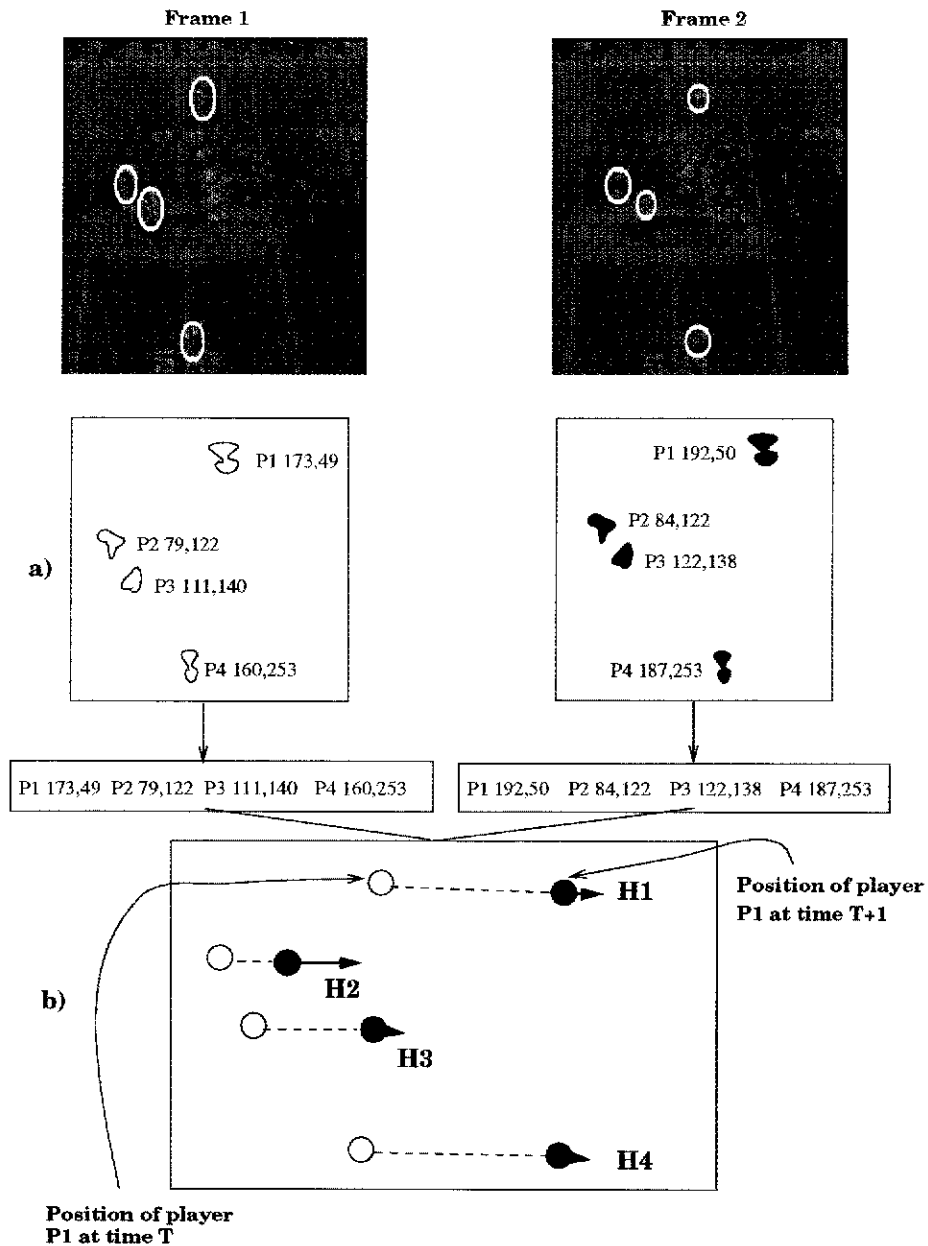 Frame 1
Frame 2
P1 173,49
P2 79,122
P3 111,140
P4 160,253
P1 192,50
P2 84,122
P3 122,138
P4 187,253
a)
P1 173,49 P2 79,122 P3 111,140 P4 160,253
P1 192,50 P2 84,122 P3 122,138 P4 187,253
H1
H2
H3
H4
b)
Position of player
P1 at time T+1
Position of player
P1 at time T